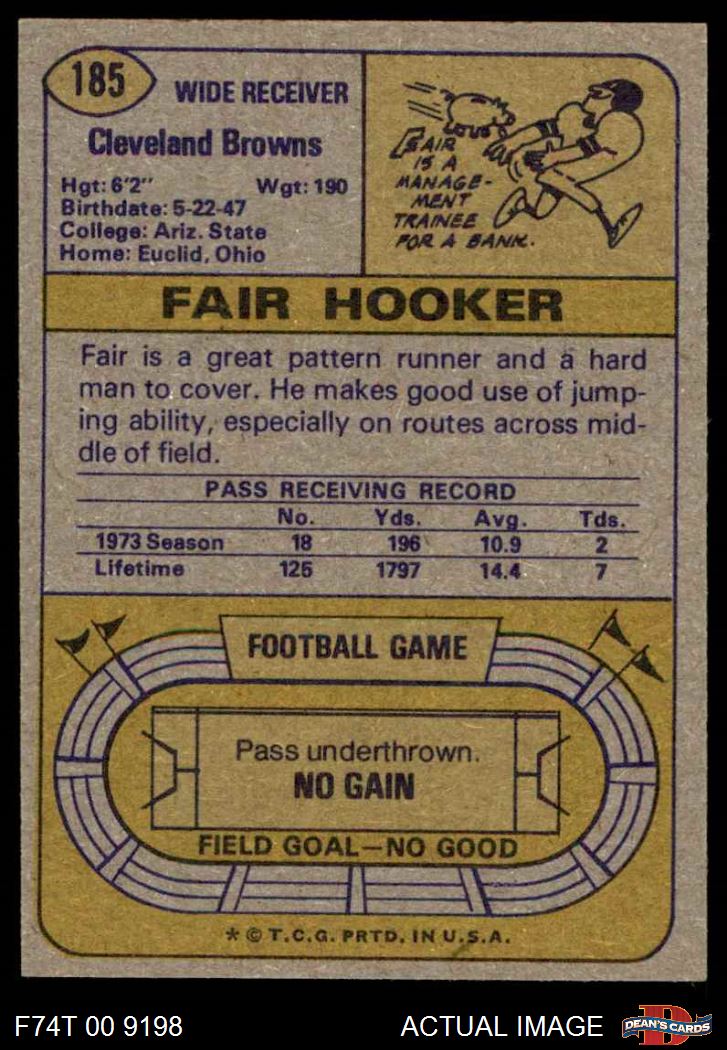 185
WIDE RECEIVER
Cleveland Browns
Hgt: 6'2" Wgt: 190
Birthdate: 5-22-47
College: Ariz. State
Home: Euclid, Ohio
FAIR
IS A
MANAGE-
MENT
TRAINEE
FOR A BANK.
FAIR HOOKER
Fair is a great pattern runner and a hard
man to cover. He makes good use of jump-
ing ability, especially on routes across mid-
dle of field.
PASS RECEIVING RECORD
No. Yds. Avg. Tds.
1973 Season 18 196 10.9 2
Lifetime 125 1797 14.4 7
FOOTBALL GAME
Pass underthrown.
NO GAIN
FIELD GOAL—NO GOOD
* © T.C.G. PRTD. IN U.S.A.
F74T 00 9198 ACTUAL IMAGE
D
DEAN'S CARDS